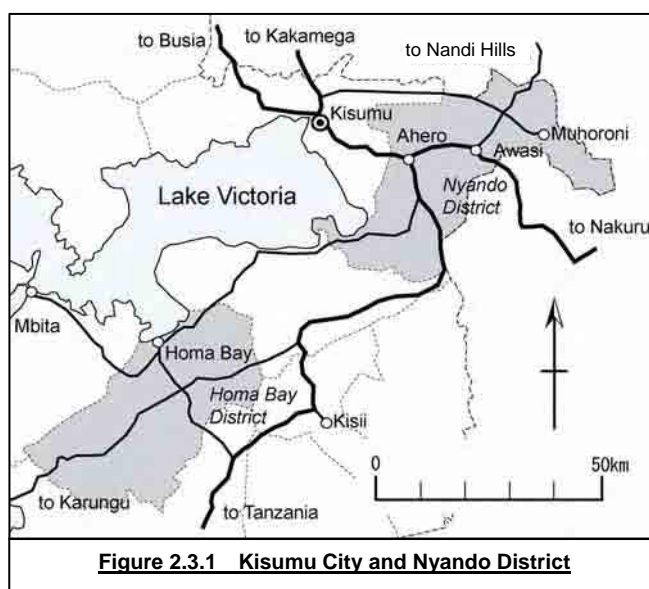 to Busia
to Kakamega
to Nandi Hills
Kisumu
Ahero
Muhoroni
Awasi
Lake Victoria
Nyando
District
to Nakuru
Mbita
Homa Bay
Homa Bay
District
Kisii
0
50km
to Karungu
to Tanzania
Figure 2.3.1 Kisumu City and Nyando District